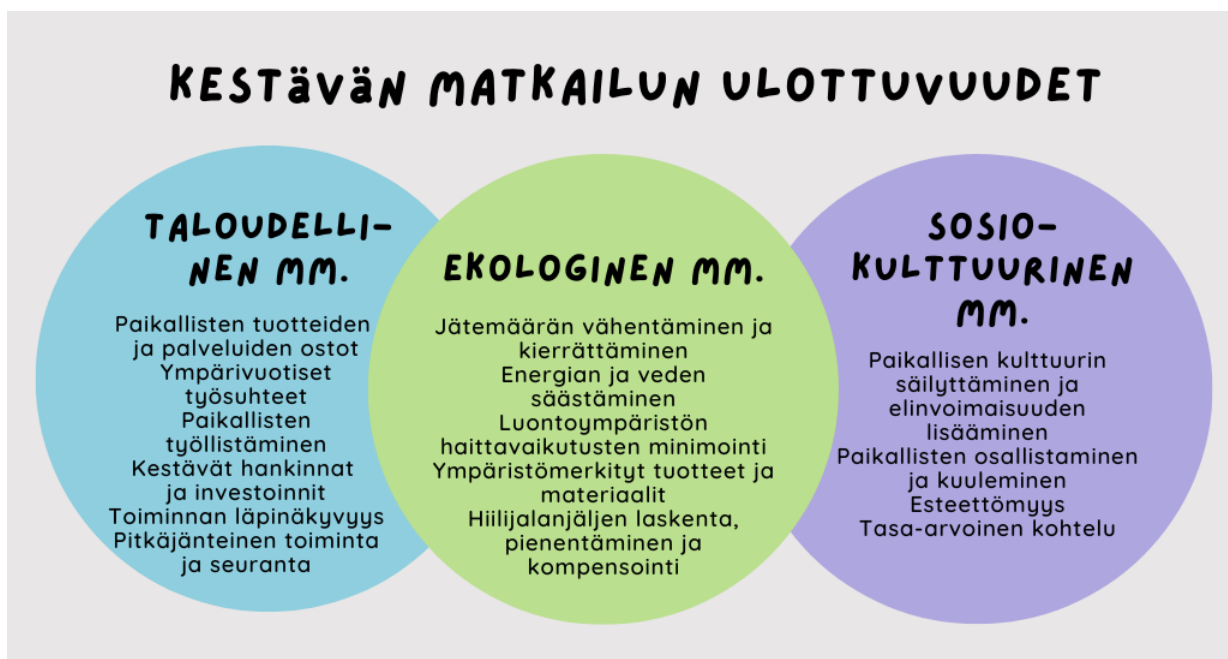 KESTäVäN MATKAILUN ULOTTUVUUDET
TALOUDELLI-
NEN MM.
Paikallisten tuotteiden
ja palveluiden ostot
Ympärivuotiset
työsuhteet
Paikallisten
työllistäminen
Kestävät hankinnat
ja investoinnit
Toiminnan läpinäkyvyys
Pitkäjänteinen toiminta
ja seuranta
EKOLOGINEN MM.
Jätemäärän vähentäminen ja
kierrättäminen
Energian ja veden
säästäminen
Luontoympäristön
haittavaikutusten minimointi
Ympäristömerkityt tuotteet ja
materiaalit
Hiilijalanjäljen laskenta,
pienentäminen ja
kompensointi
SOSIO-
KULTTUURINEN
MM.
Paikallisen kulttuurin
säilyttäminen ja
elinvoimaisuuden
lisääminen
Paikallisten osallistaminen
ja kuuleminen
Esteettömyys
Tasa-arvoinen kohtelu